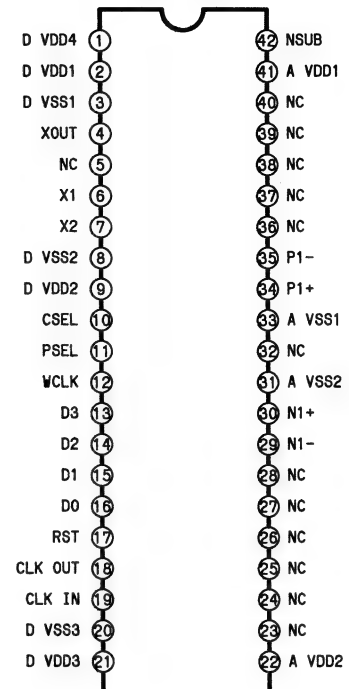 D VDD4 1 42 NSUB
D VDD1 2 41 A VDD1
D VSS1 3 40 NC
XOUT 4 39 NC
NC 5 38 NC
X1 6 37 NC
X2 7 36 NC
D VSS2 8 35 P1-
D VDD2 9 34 P1+
CSEL 10 33 A VSS1
PSEL 11 32 NC
WCLK 12 31 A VSS2
D3 13 30 N1+
D2 14 29 N1-
D1 15 28 NC
D0 16 27 NC
RST 17 26 NC
CLK OUT 18 25 NC
CLK IN 19 24 NC
D VSS3 20 23 NC
D VDD3 21 22 A VDD2